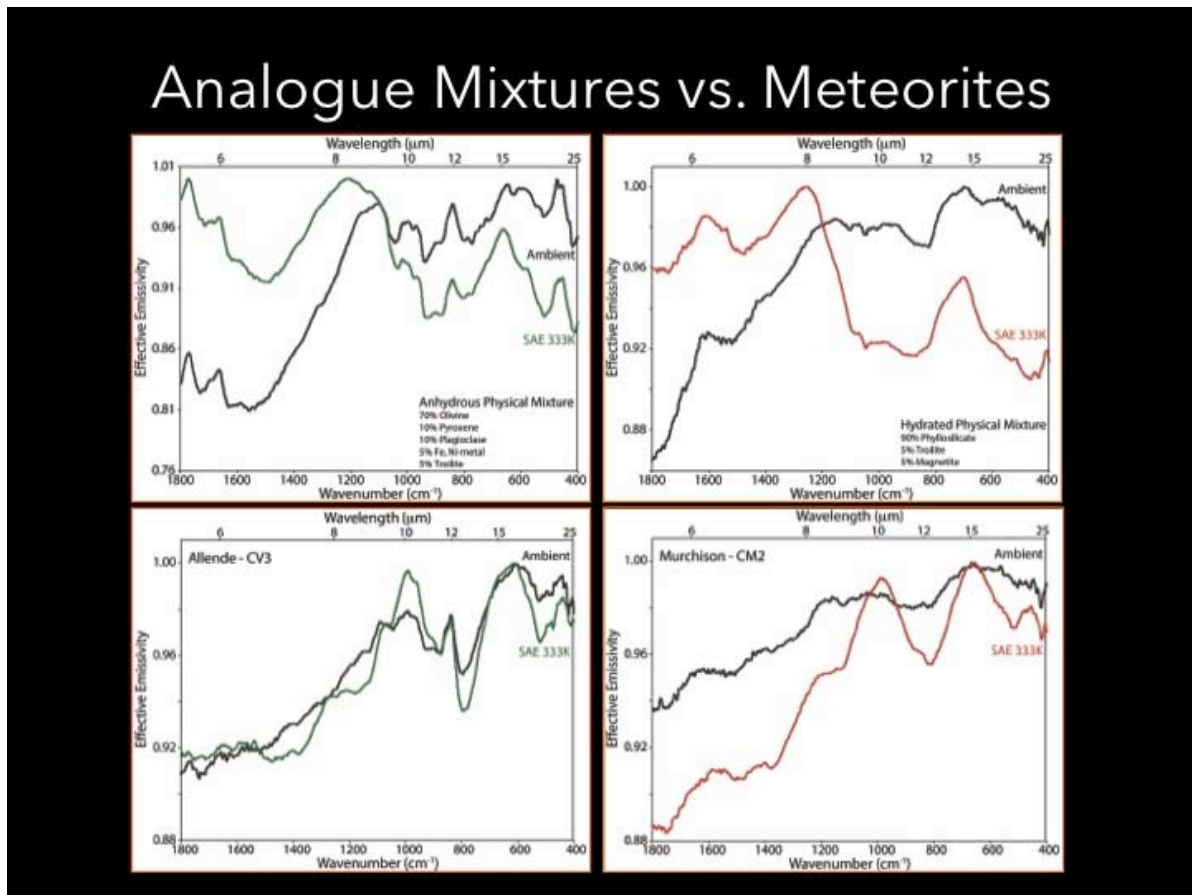 Analogue Mixtures vs. Meteorites
Wavelength (μm)
6 8 10 12 15 25
1.01
0.96
0.91
0.86
0.81
0.76
Effective Emissivity
Ambient
SAE 333K
Anhydrous Physical Mixture
70% Olivine
10% Pyroxene
10% Plagioclase
5% Fe, Ni-metal
5% Troilite
1800 1600 1400 1200 1000 800 600 400
Wavenumber (cm⁻¹)
Wavelength (μm)
6 8 10 12 15 25
1.00
0.96
0.92
0.88
Effective Emissivity
Ambient
SAE 333K
Hydrated Physical Mixture
90% Phyllosilicate
5% Troilite
5% Magnetite
1800 1600 1400 1200 1000 800 600 400
Wavenumber (cm⁻¹)
Wavelength (μm)
6 8 10 12 15 25
Allende - CV3
1.00
0.96
0.92
0.88
Effective Emissivity
Ambient
SAE 333K
1800 1600 1400 1200 1000 800 600 400
Wavenumber (cm⁻¹)
Wavelength (μm)
6 8 10 12 15 25
Murchison - CM2
1.00
0.96
0.92
0.88
Effective Emissivity
Ambient
SAE 333K
1800 1600 1400 1200 1000 800 600 400
Wavenumber (cm⁻¹)